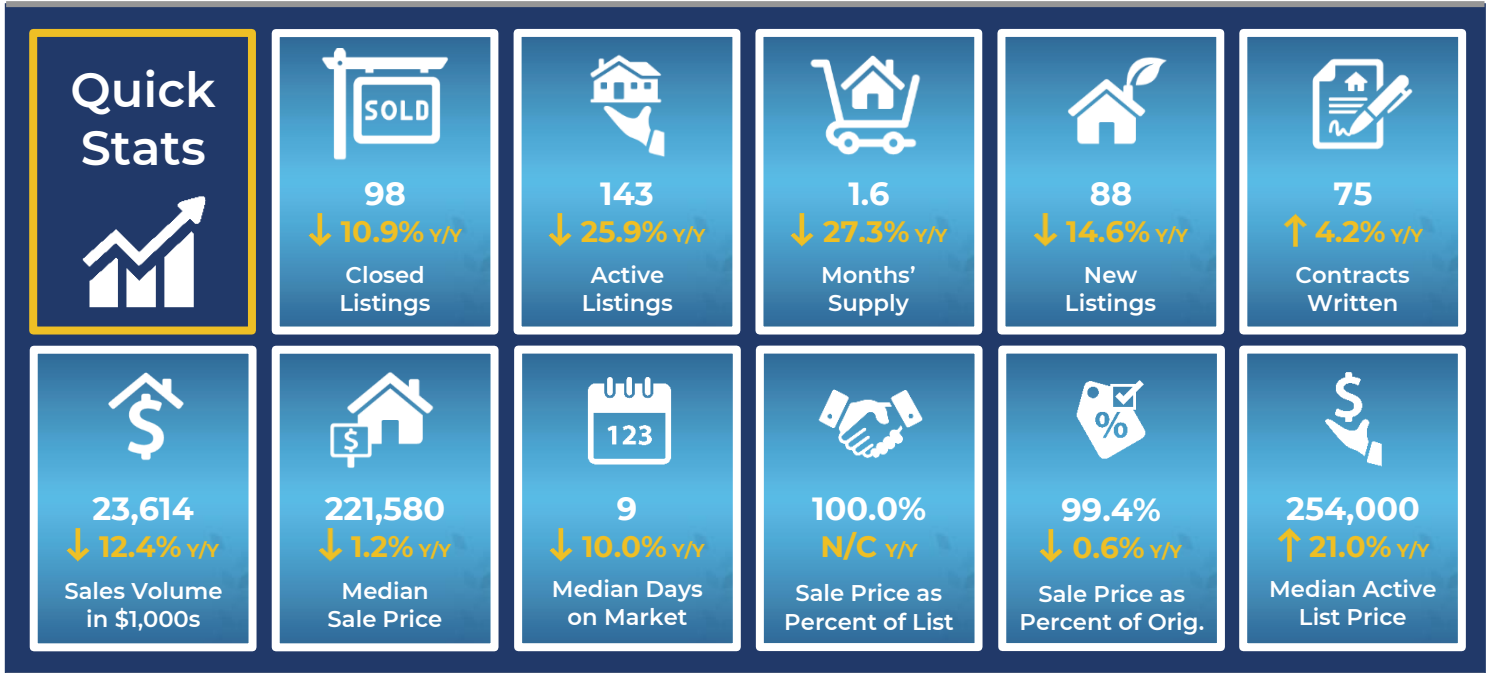 Quick
Stats
SOLD
98
↓ 10.9% Y/Y
Closed
Listings
143
↓ 25.9% Y/Y
Active
Listings
1.6
↓ 27.3% Y/Y
Months’
Supply
88
↓ 14.6% Y/Y
New
Listings
75
↑ 4.2% Y/Y
Contracts
Written
$
23,614
↓ 12.4% Y/Y
Sales Volume
in $1,000s
$
221,580
↓ 1.2% Y/Y
Median
Sale Price
123
9
↓ 10.0% Y/Y
Median Days
on Market
100.0%
N/C Y/Y
Sale Price as
Percent of List
%
99.4%
↓ 0.6% Y/Y
Sale Price as
Percent of Orig.
$
254,000
↑ 21.0% Y/Y
Median Active
List Price